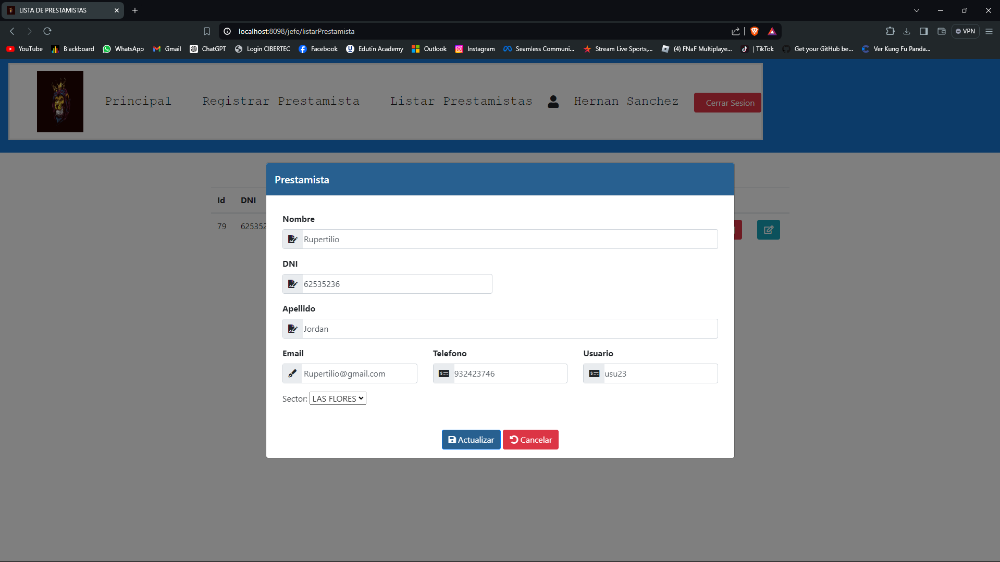 LISTA DE PRESTAMISTAS
localhost:8098/jefe/listarPrestamista
VPN
YouTube Blackboard WhatsApp Gmail ChatGPT Login CIBERTEC Facebook Edutin Academy Outlook Instagram Seamless Communi... Stream Live Sports,... (4) FNaF Multiplaye... | TikTok Get your GitHub be... Ver Kung Fu Panda...
Principal Registrar Prestamista Listar Prestamistas Hernan Sanchez Cerrar Sesion
Prestamista
Id DNI
79 625352
Nombre
Rupertilio
DNI
62535236
Apellido
Jordan
Email Telefono Usuario
Rupertilio@gmail.com 932423746 usu23
Sector: LAS FLORES
Actualizar Cancelar